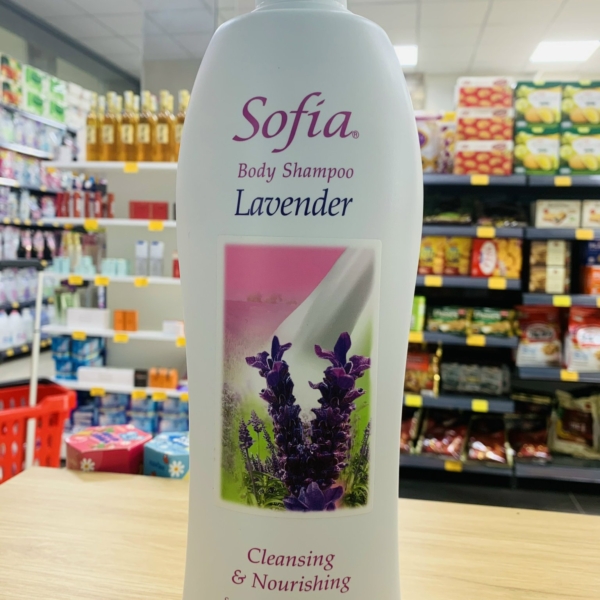 Sofia®
Body Shampoo
Lavender
Cleansing
& Nourishing